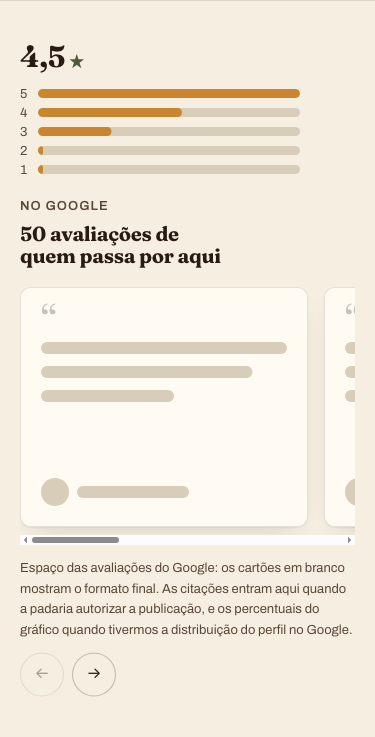 4,5 ★
5
4
3
2
1
NO GOOGLE
50 avaliações de
quem passa por aqui
“
“
Espaço das avaliações do Google: os cartões em branco
mostram o formato final. As citações entram aqui quando
a padaria autorizar a publicação, e os percentuais do
gráfico quando tivermos a distribuição do perfil no Google.
← →